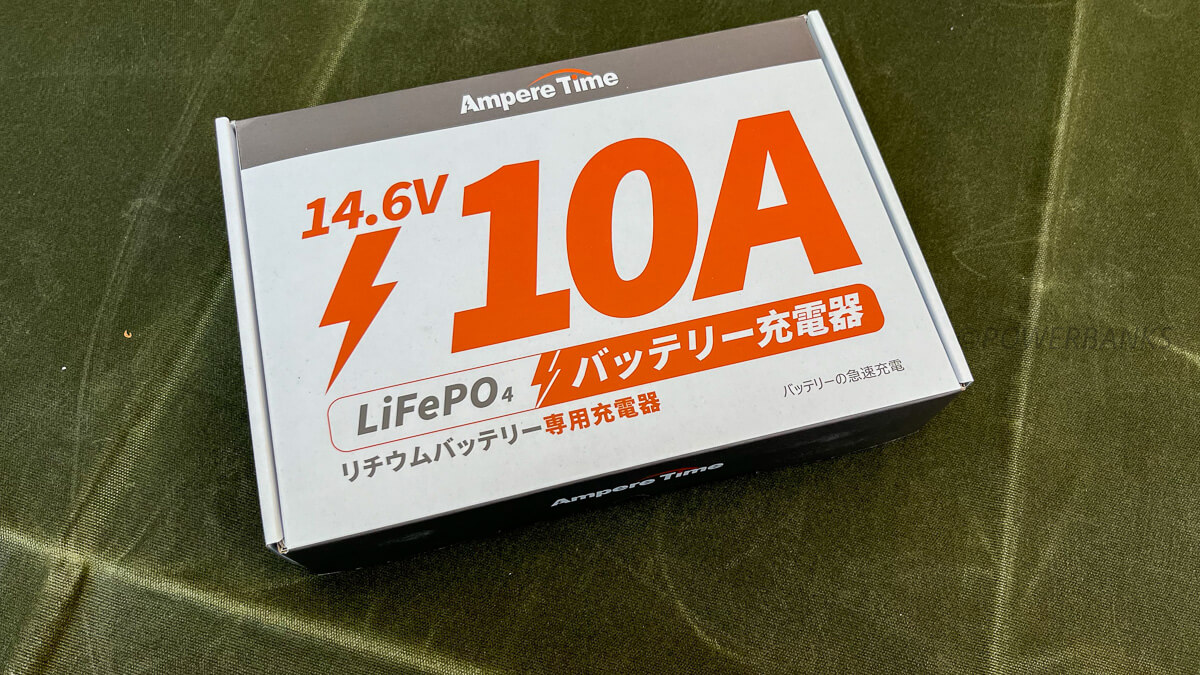 Ampere Time
14.6V
10A
LiFePO₄ バッテリー充電器
リチウムバッテリー専用充電器
バッテリーの急速充電
Ampere Time
POWERBANKS